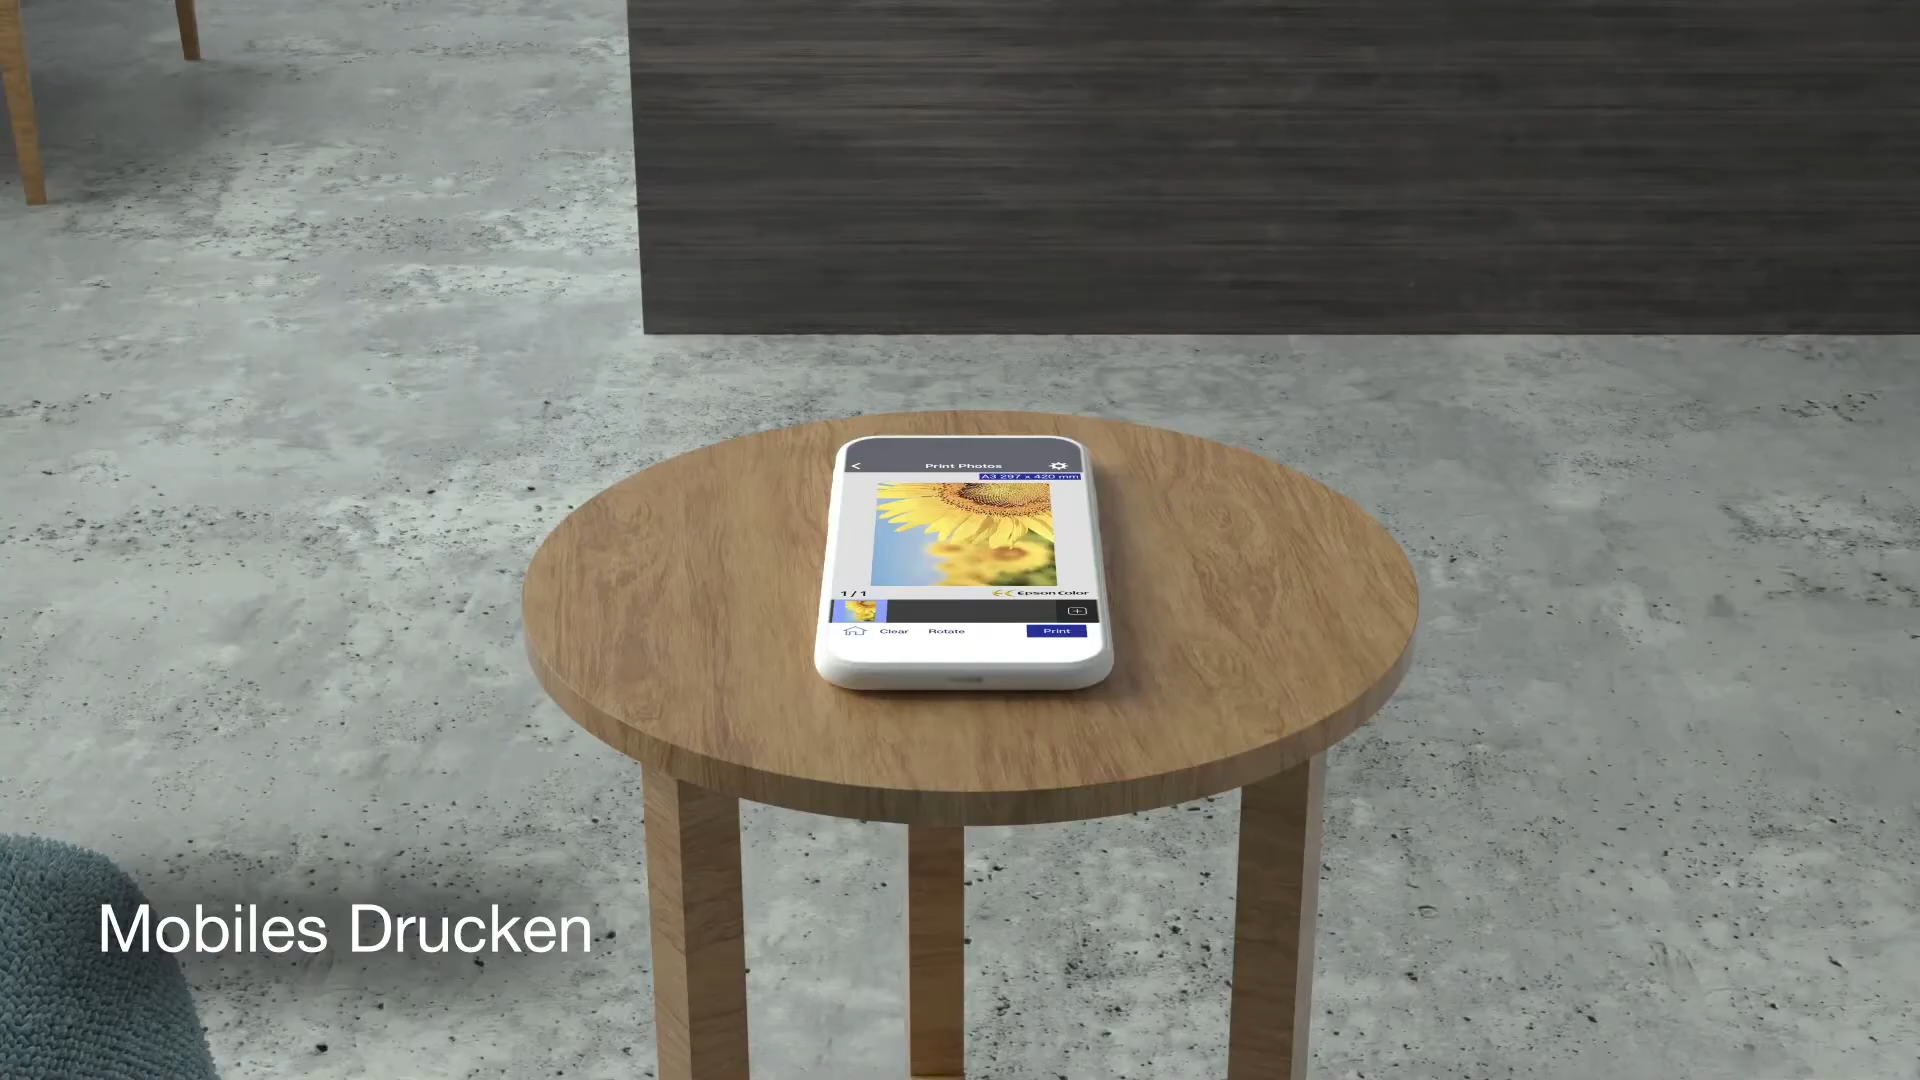 Print Photos
A3 297 x 420 mm
1/1
Epson Color
Clear Rotate Print
Mobiles Drucken